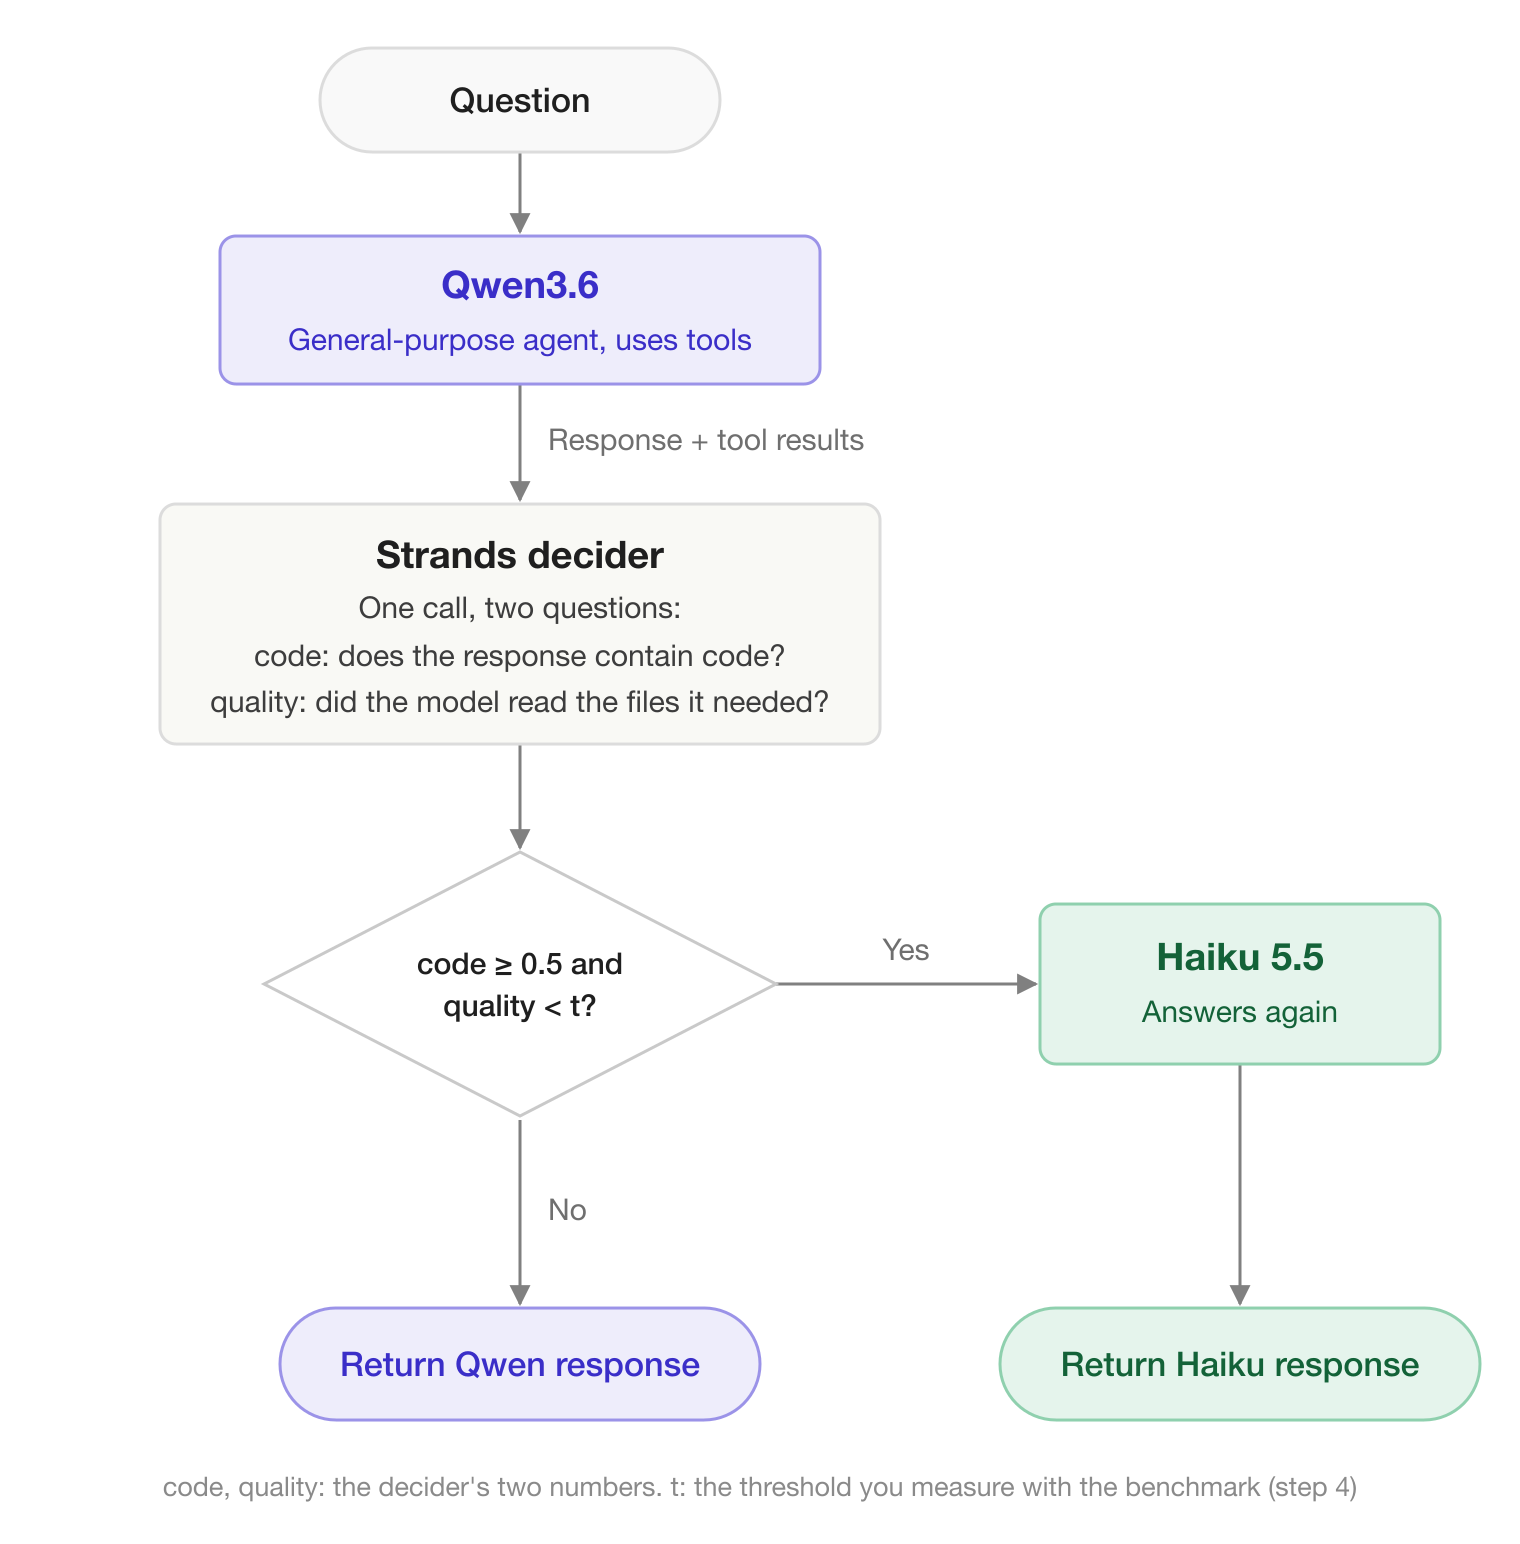 Question
Qwen3.6
General-purpose agent, uses tools
Response + tool results
Strands decider
One call, two questions:
code: does the response contain code?
quality: did the model read the files it needed?
code ≥ 0.5 and
quality < t?
Yes
Haiku 5.5
Answers again
No
Return Qwen response
Return Haiku response
code, quality: the decider's two numbers. t: the threshold you measure with the benchmark (step 4)